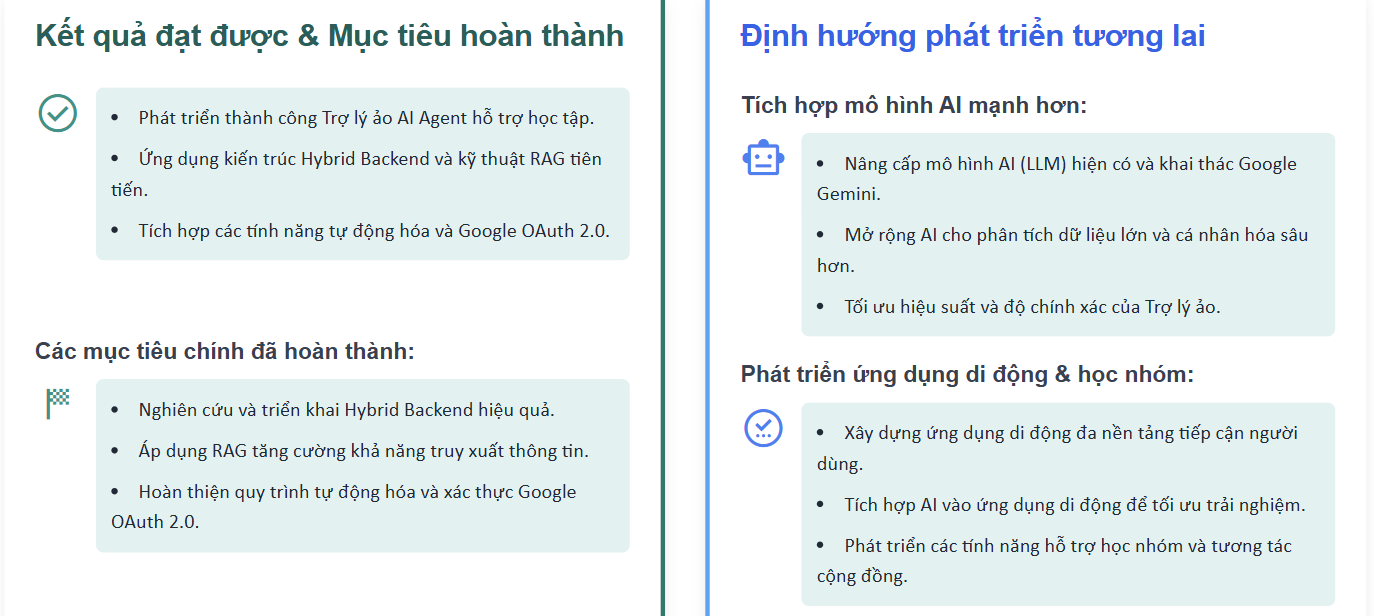 Kết quả đạt được & Mục tiêu hoàn thành
• Phát triển thành công Trợ lý ảo AI Agent hỗ trợ học tập.
• Ứng dụng kiến trúc Hybrid Backend và kỹ thuật RAG tiên
tiến.
• Tích hợp các tính năng tự động hóa và Google OAuth 2.0.
Các mục tiêu chính đã hoàn thành:
• Nghiên cứu và triển khai Hybrid Backend hiệu quả.
• Áp dụng RAG tăng cường khả năng truy xuất thông tin.
• Hoàn thiện quy trình tự động hóa và xác thực Google
OAuth 2.0.
Định hướng phát triển tương lai
Tích hợp mô hình AI mạnh hơn:
• Nâng cấp mô hình AI (LLM) hiện có và khai thác Google
Gemini.
• Mở rộng AI cho phân tích dữ liệu lớn và cá nhân hóa sâu
hơn.
• Tối ưu hiệu suất và độ chính xác của Trợ lý ảo.
Phát triển ứng dụng di động & học nhóm:
• Xây dựng ứng dụng di động đa nền tảng tiếp cận người
dùng.
• Tích hợp AI vào ứng dụng di động để tối ưu trải nghiệm.
• Phát triển các tính năng hỗ trợ học nhóm và tương tác
cộng đồng.